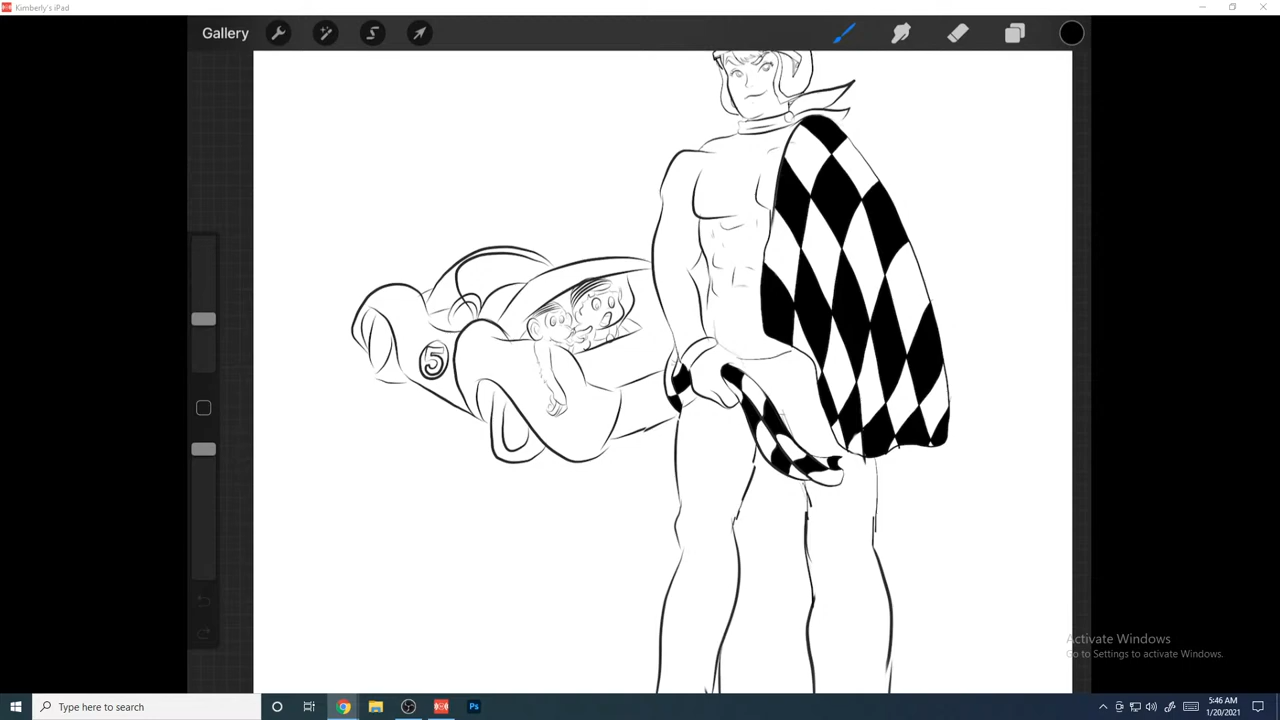 Kimberly's iPad
Gallery
5
Activate Windows
Go to Settings to activate Windows.
Type here to search
Ps
5:46 AM
1/20/2021